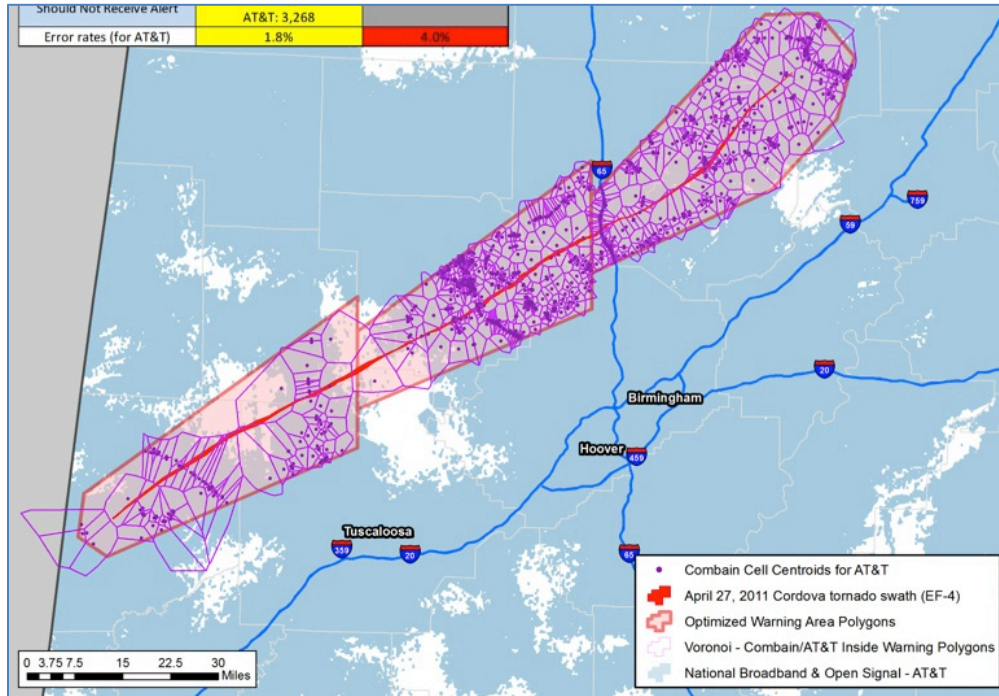 Should Not Receive Alert
AT&T: 3,268
Error rates (for AT&T) 1.8% 4.0%
65
759
59
20
Birmingham
Hoover
459
Tuscaloosa
359
20
65
Combain Cell Centroids for AT&T
April 27, 2011 Cordova tornado swath (EF-4)
Optimized Warning Area Polygons
Voronoi - Combain/AT&T Inside Warning Polygons
National Broadband & Open Signal - AT&T
0 3.75 7.5 15 22.5 30
Miles